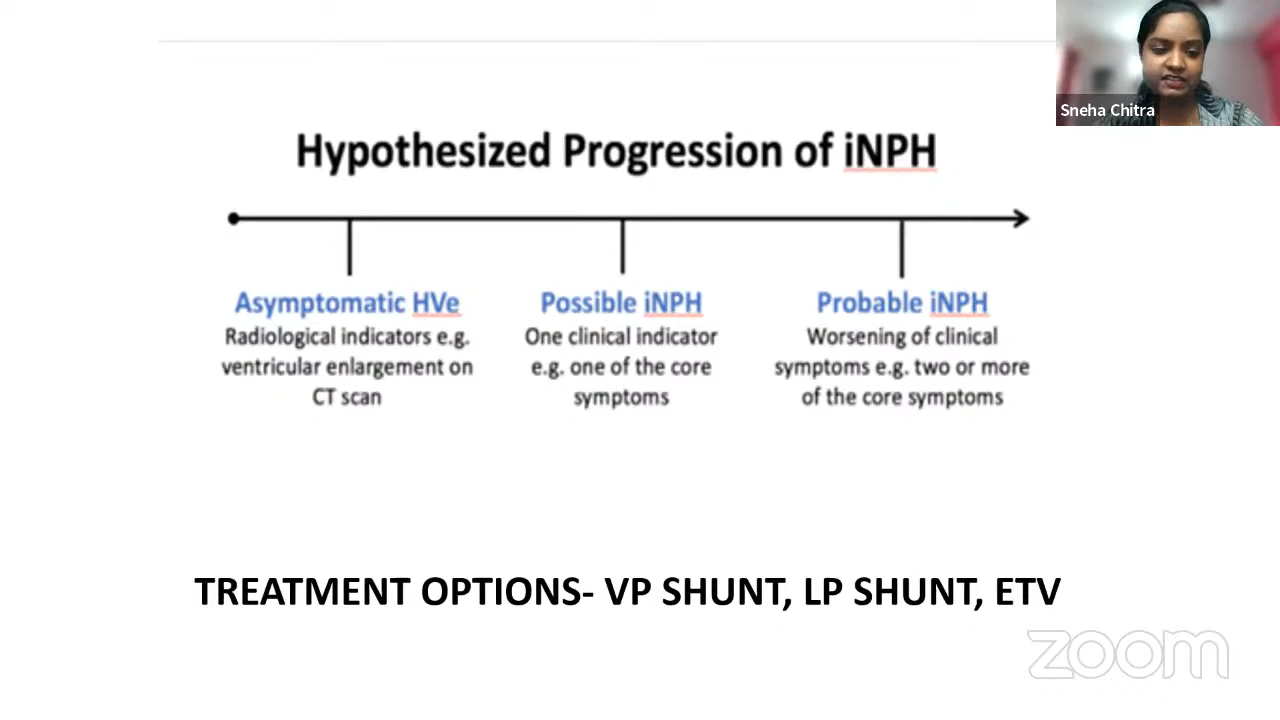 Sneha Chitra
Hypothesized Progression of iNPH
Asymptomatic HVe
Radiological indicators e.g.
ventricular enlargement on
CT scan
Possible iNPH
One clinical indicator
e.g. one of the core
symptoms
Probable iNPH
Worsening of clinical
symptoms e.g. two or more
of the core symptoms
TREATMENT OPTIONS- VP SHUNT, LP SHUNT, ETV
zoom